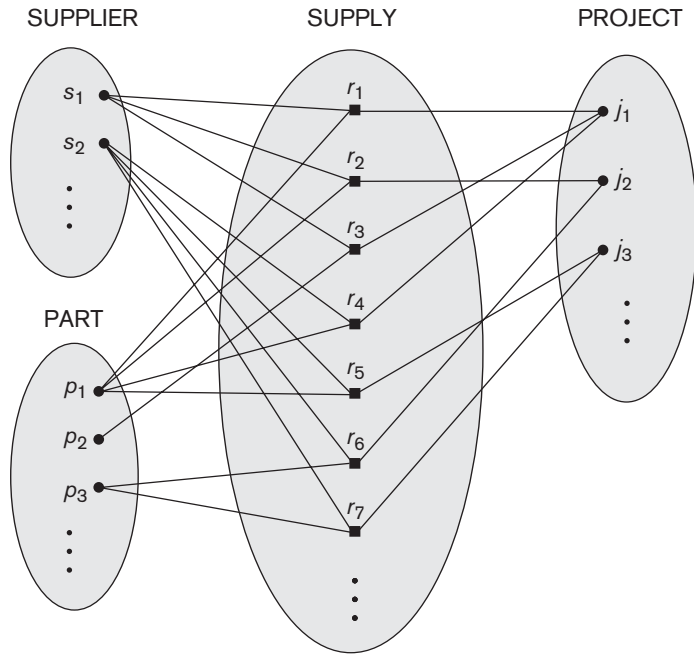 SUPPLIER
s1
s2
PART
p1
p2
p3
SUPPLY
r1
r2
r3
r4
r5
r6
r7
PROJECT
j1
j2
j3